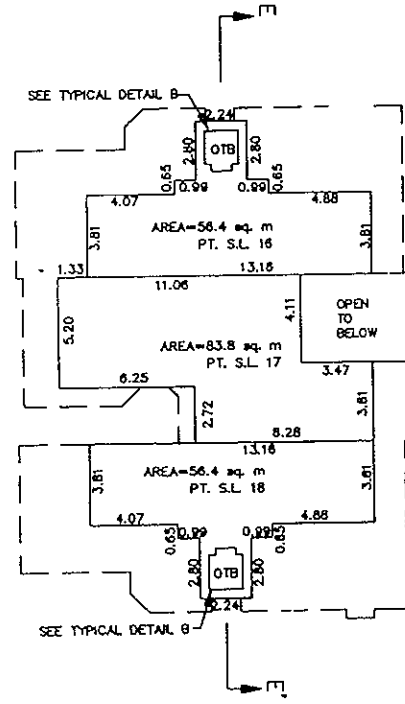 E
SEE TYPICAL DETAIL B
2.24
2.80
OTB
2.80
0.65
0.99
0.99
0.65
4.07
4.88
3.81
AREA=56.4 sq. m
PT. S.L. 16
3.81
1.33
13.16
11.06
5.20
4.11
OPEN
TO
BELOW
AREA=83.8 sq. m
PT. S.L. 17
3.47
6.25
2.72
3.81
8.28
13.16
3.81
AREA=56.4 sq. m
PT. S.L. 18
3.81
4.07
4.88
0.65
0.99
0.99
0.65
2.80
OTB
2.80
2.24
SEE TYPICAL DETAIL B
E'